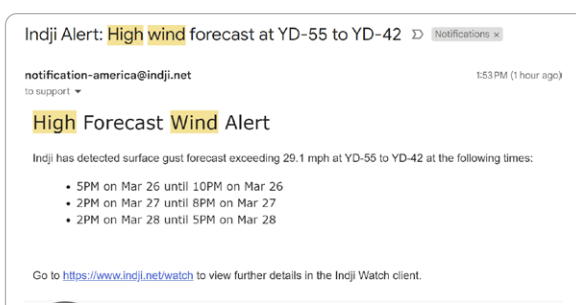 Indji Alert: High wind forecast at YD-55 to YD-42 Notifications ×
notification-america@indji.net 1:53 PM (1 hour ago)
to support
High Forecast Wind Alert
Indji has detected surface gust forecast exceeding 29.1 mph at YD-55 to YD-42 at the following times:
• 5PM on Mar 26 until 10PM on Mar 26
• 2PM on Mar 27 until 8PM on Mar 27
• 2PM on Mar 28 until 5PM on Mar 28
Go to https://www.indji.net/watch to view further details in the Indji Watch client.